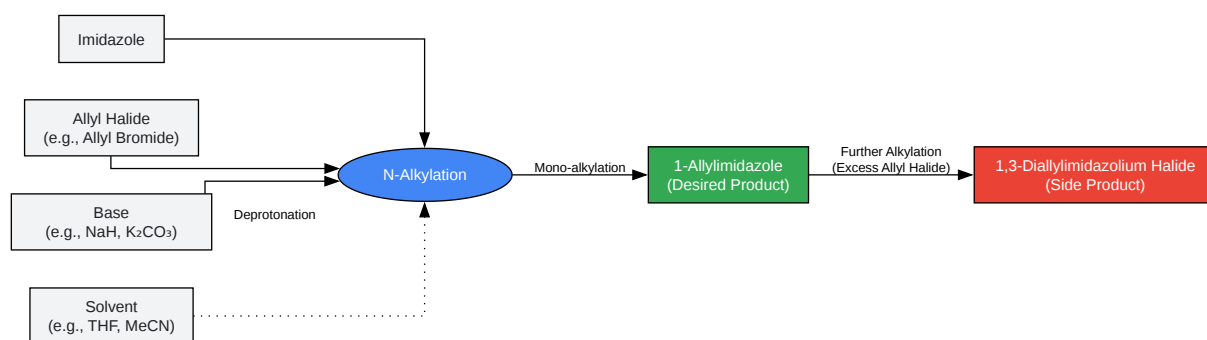 Imidazole
Allyl Halide
(e.g., Allyl Bromide)
Base
(e.g., NaH, K₂CO₃)
Deprotonation
Solvent
(e.g., THF, MeCN)
N-Alkylation
Mono-alkylation
1-Allylimidazole
(Desired Product)
Further Alkylation
(Excess Allyl Halide)
1,3-Diallylimidazolium Halide
(Side Product)